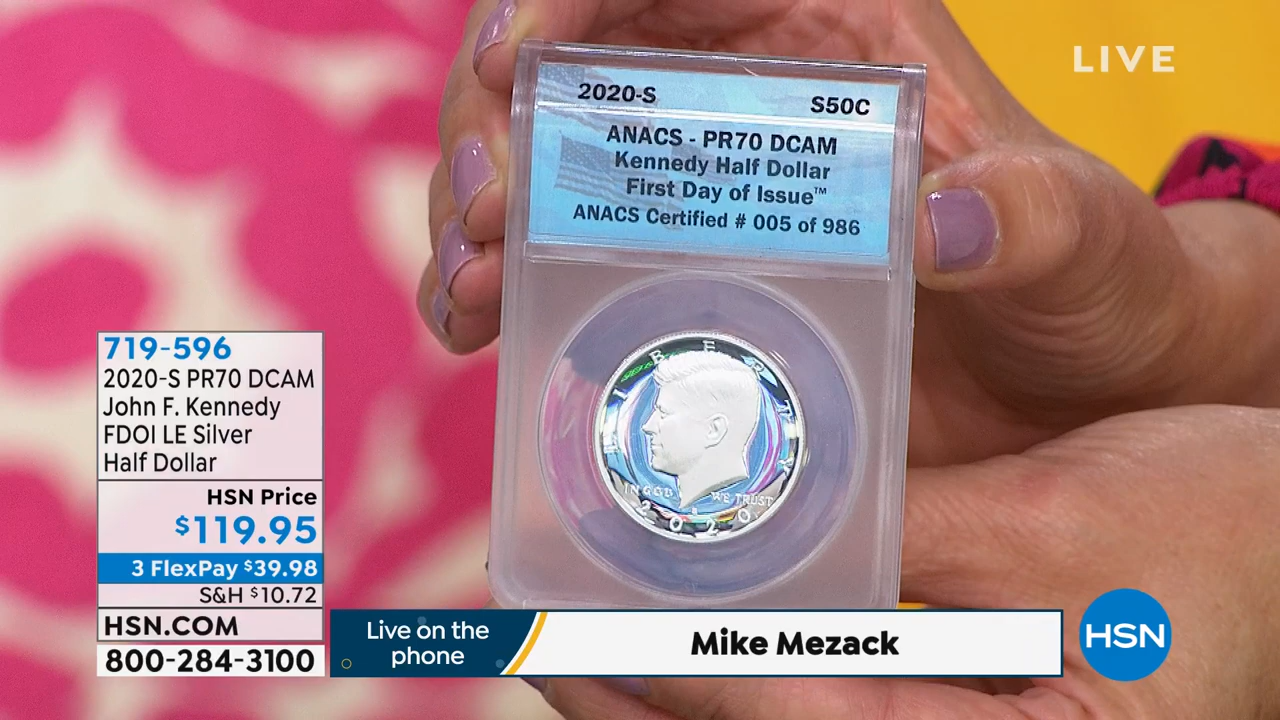 LIVE
2020-S
S50C
ANACS - PR70 DCAM
Kennedy Half Dollar
First Day of Issue™
ANACS Certified # 005 of 986
LIBERTY
IN GOD WE TRUST
2020
719-596
2020-S PR70 DCAM
John F. Kennedy
FDOI LE Silver
Half Dollar
HSN Price
$119.95
3 FlexPay $39.98
S&H $10.72
HSN.COM
800-284-3100
Live on the
phone
Mike Mezack
HSN